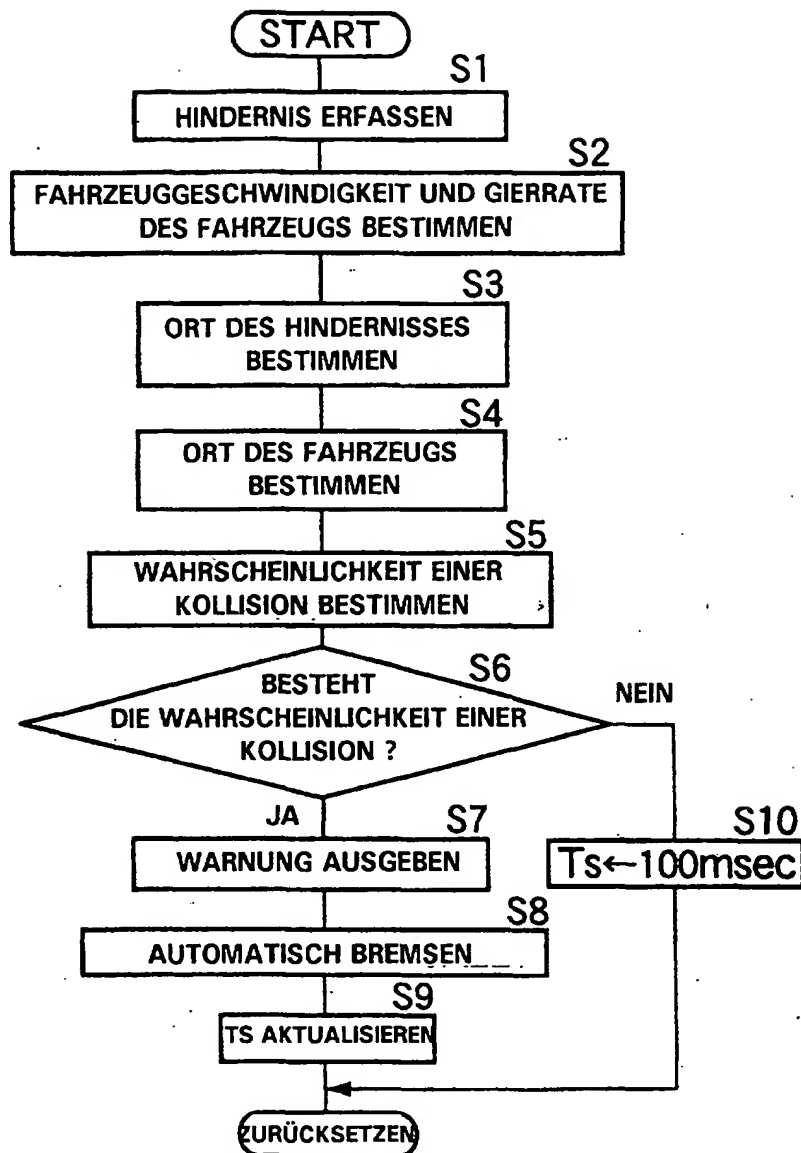 START
S1
HINDERNIS ERFASSEN
S2
FAHRZEUGGESCHWINDIGKEIT UND GIERRATE
DES FAHRZEUGS BESTIMMEN
S3
ORT DES HINDERNISSES
BESTIMMEN
S4
ORT DES FAHRZEUGS
BESTIMMEN
S5
WAHRSCHEINLICHKEIT EINER
KOLLISION BESTIMMEN
S6
BESTEHT
DIE WAHRSCHEINLICHKEIT EINER
KOLLISION ?
NEIN
JA
S7
WARNUNG AUSGEBEN
S10
Ts←100msec
S8
AUTOMATISCH BREMSEN
S9
TS AKTUALISIEREN
ZURÜCKSETZEN